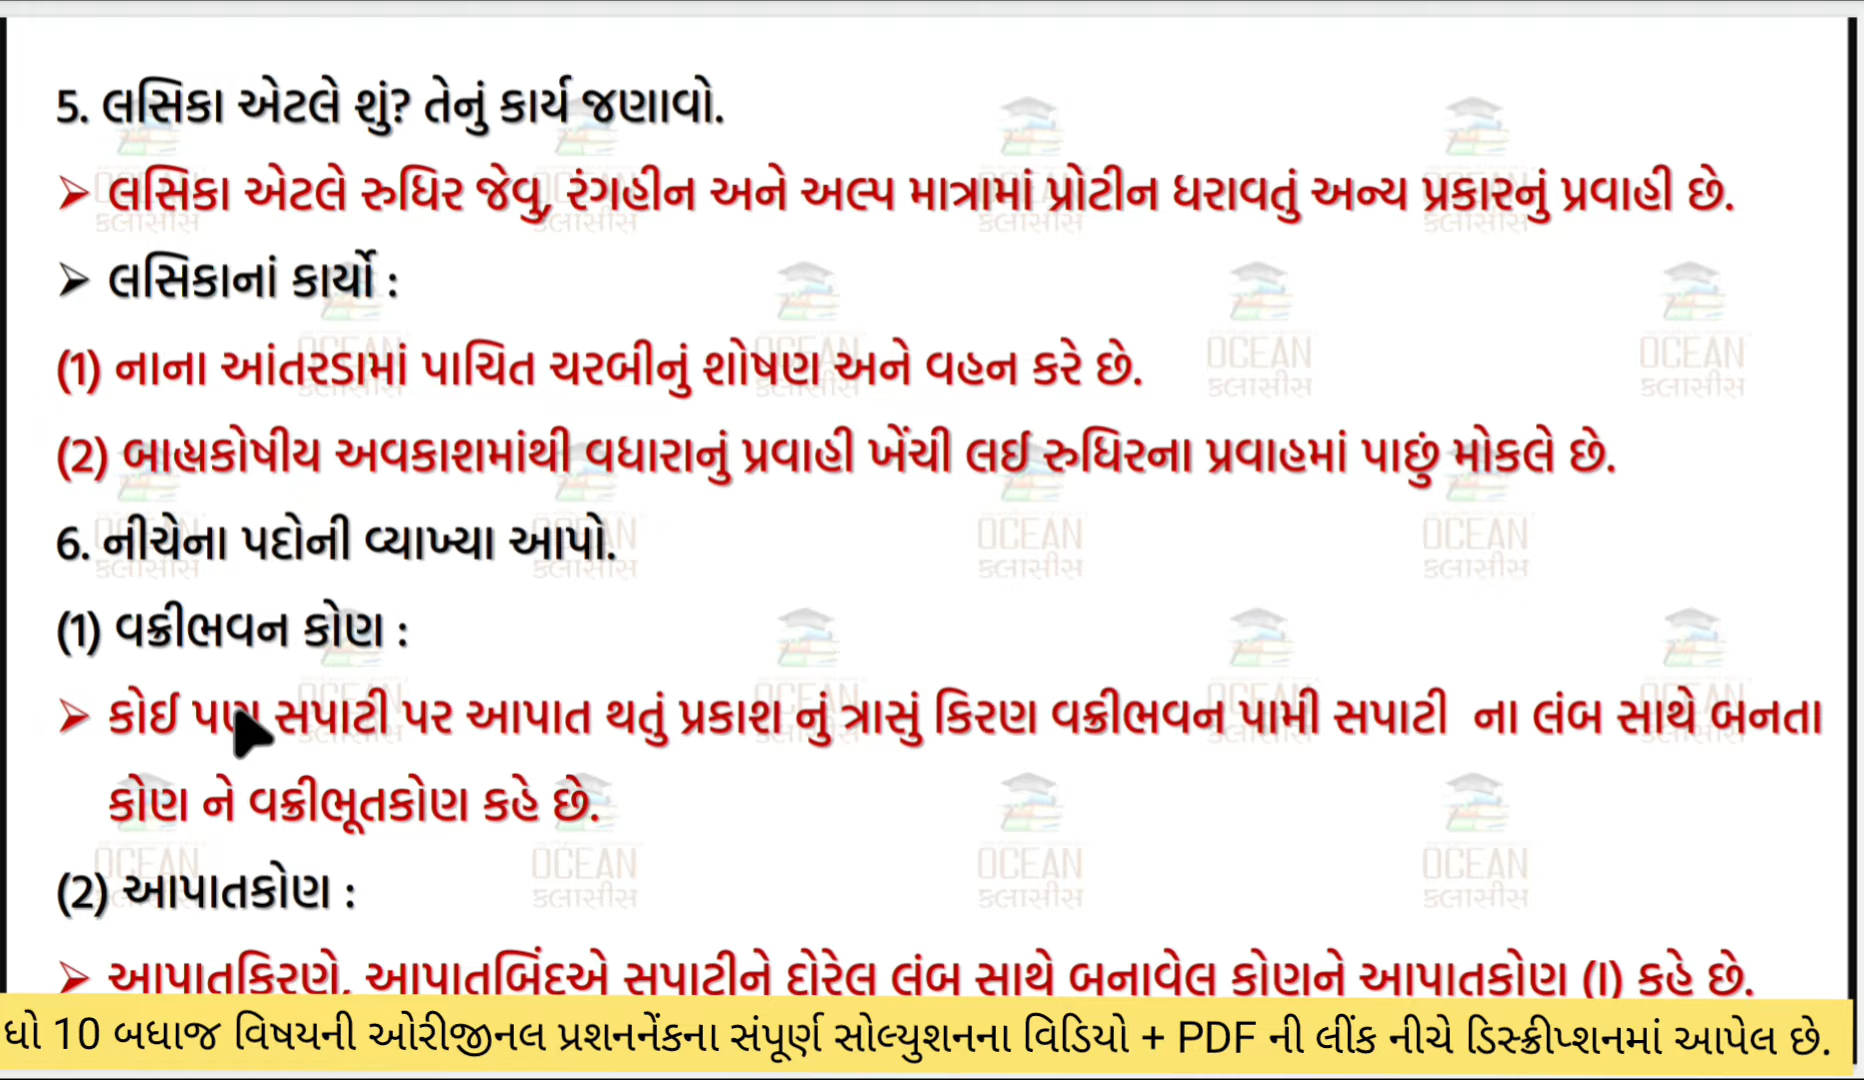 5. લસિકા એટલે શું? તેનું કાર્ય જણાવો.
➢ લસિકા એટલે રુધિર જેવુ, રંગહીન અને અલ્પ માત્રામાં પ્રોટીન ધરાવતું અન્ય પ્રકારનું પ્રવાહી છે.
➢ લસિકાનાં કાર્યો :
(1) નાના આંતરડામાં પાચિત ચરબીનું શોષણ અને વહન કરે છે.
(2) બાહ્યકોષીય અવકાશમાંથી વધારાનું પ્રવાહી ખેંચી લઈ રુધિરના પ્રવાહમાં પાછું મોકલે છે.
6. નીચેના પદોની વ્યાખ્યા આપો.
(1) વક્રીભવન કોણ :
➢ કોઈ પણ સપાટી પર આપાત થતું પ્રકાશ નું ત્રાસું કિરણ વક્રીભવન પામી સપાટી ના લંબ સાથે બનતા
કોણ ને વક્રીભૂતકોણ કહે છે.
(2) આપાતકોણ :
➢ આપાતકિરણે, આપાતબિંદુએ સપાટીને દોરેલ લંબ સાથે બનાવેલ કોણને આપાતકોણ (I) કહે છે.
ધો 10 બધાજ વિષયની ઓરીજીનલ પ્રશનનેંકના સંપૂર્ણ સોલ્યુશનના વિડિયો + PDF ની લીંક નીચે ડિસ્ક્રીપ્શનમાં આપેલ છે.
OCEAN
ક્લાસીસ